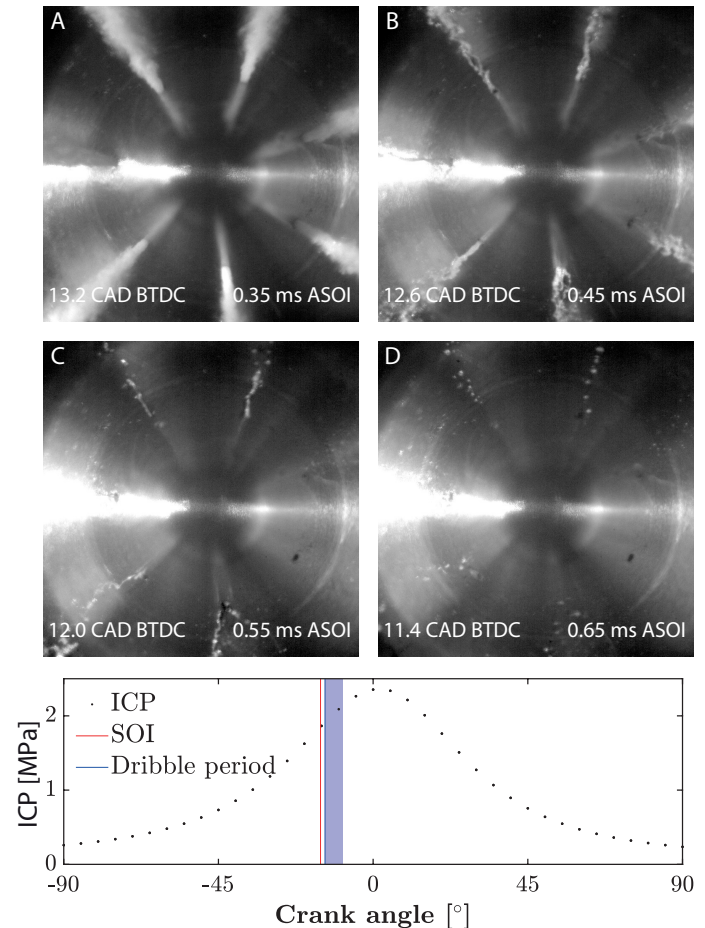 A
13.2 CAD BTDC 0.35 ms ASOI
B
12.6 CAD BTDC 0.45 ms ASOI
C
12.0 CAD BTDC 0.55 ms ASOI
D
11.4 CAD BTDC 0.65 ms ASOI
ICP [MPa]
2
1
0
ICP
SOI
Dribble period
-90 -45 0 45 90
Crank angle [°]